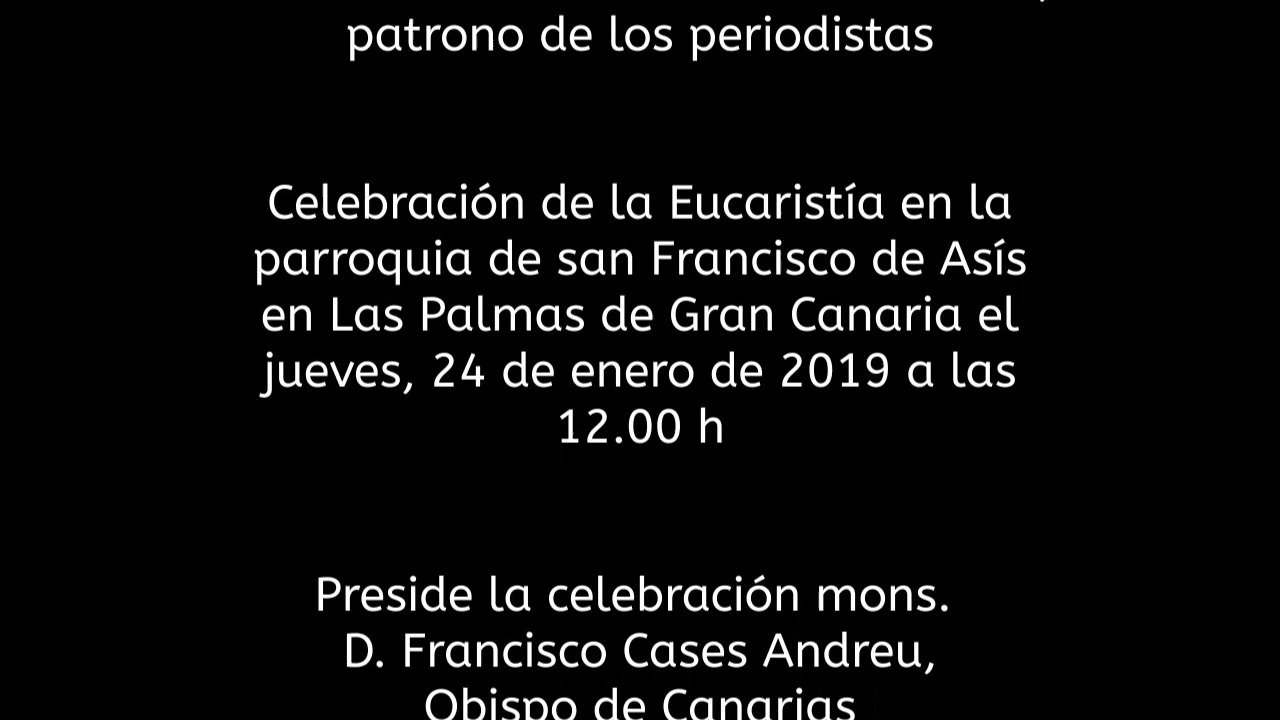 patrono de los periodistas
Celebración de la Eucaristía en la
parroquia de san Francisco de Asís
en Las Palmas de Gran Canaria el
jueves, 24 de enero de 2019 a las
12.00 h
Preside la celebración mons.
D. Francisco Cases Andreu,
Obispo de Canarias